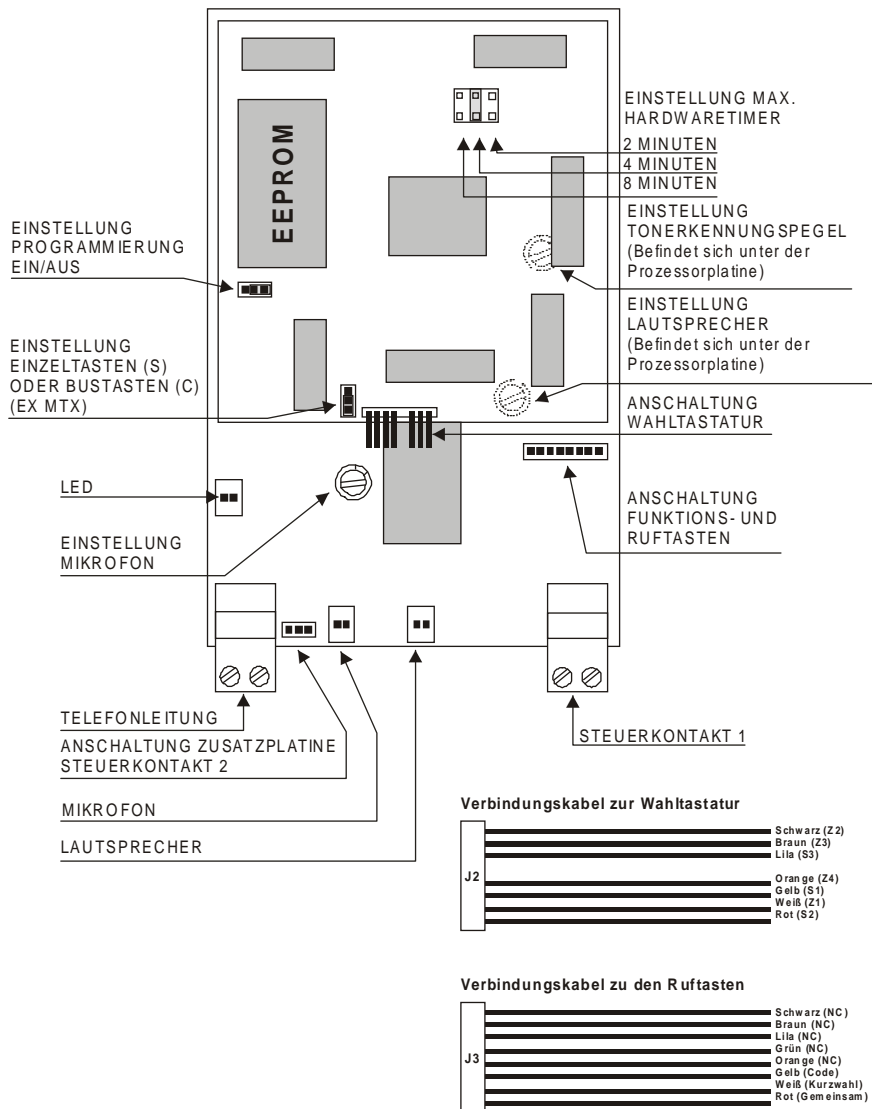 EINSTELLUNG MAX.
HARDWARETIMER
2 MINUTEN
4 MINUTEN
8 MINUTEN
EEPROM
EINSTELLUNG
PROGRAMMIERUNG
EIN/AUS
EINSTELLUNG
TONERKENNUNGSPEGEL
(Befindet sich unter der
Prozessorplatine)
EINSTELLUNG
LAUTSPRECHER
(Befindet sich unter der
Prozessorplatine)
EINSTELLUNG
EINZELTASTEN (S)
ODER BUSTASTEN (C)
(EX MTX)
ANSCHALTUNG
WAHLTASTATUR
LED
ANSCHALTUNG
FUNKTIONS- UND
RUFTASTEN
EINSTELLUNG
MIKROFON
TELEFONLEITUNG
ANSCHALTUNG ZUSATZPLATINE
STEUERKONTAKT 2
STEUERKONTAKT 1
MIKROFON
LAUTSPRECHER
Verbindungskabel zur Wahltastatur
J2
Schwarz (Z2)
Braun (Z3)
Lila (S3)
Orange (Z4)
Gelb (S1)
Weiß (Z1)
Rot (S2)
Verbindungskabel zu den Ruftasten
J3
Schwarz (NC)
Braun (NC)
Lila (NC)
Grün (NC)
Orange (NC)
Gelb (Code)
Weiß (Kurzwahl)
Rot (Gemeinsam)